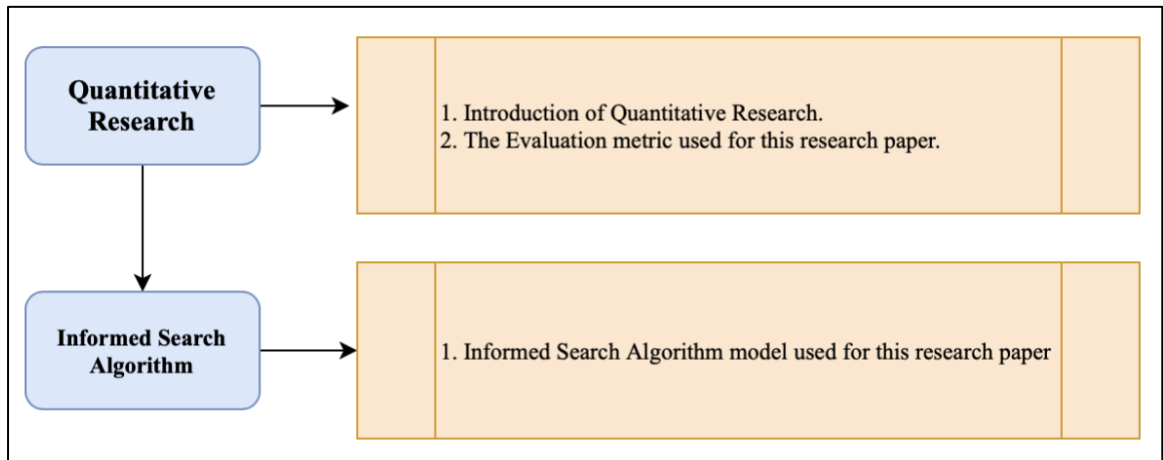 Quantitative
Research
1. Introduction of Quantitative Research.
2. The Evaluation metric used for this research paper.
Informed Search
Algorithm
1. Informed Search Algorithm model used for this research paper